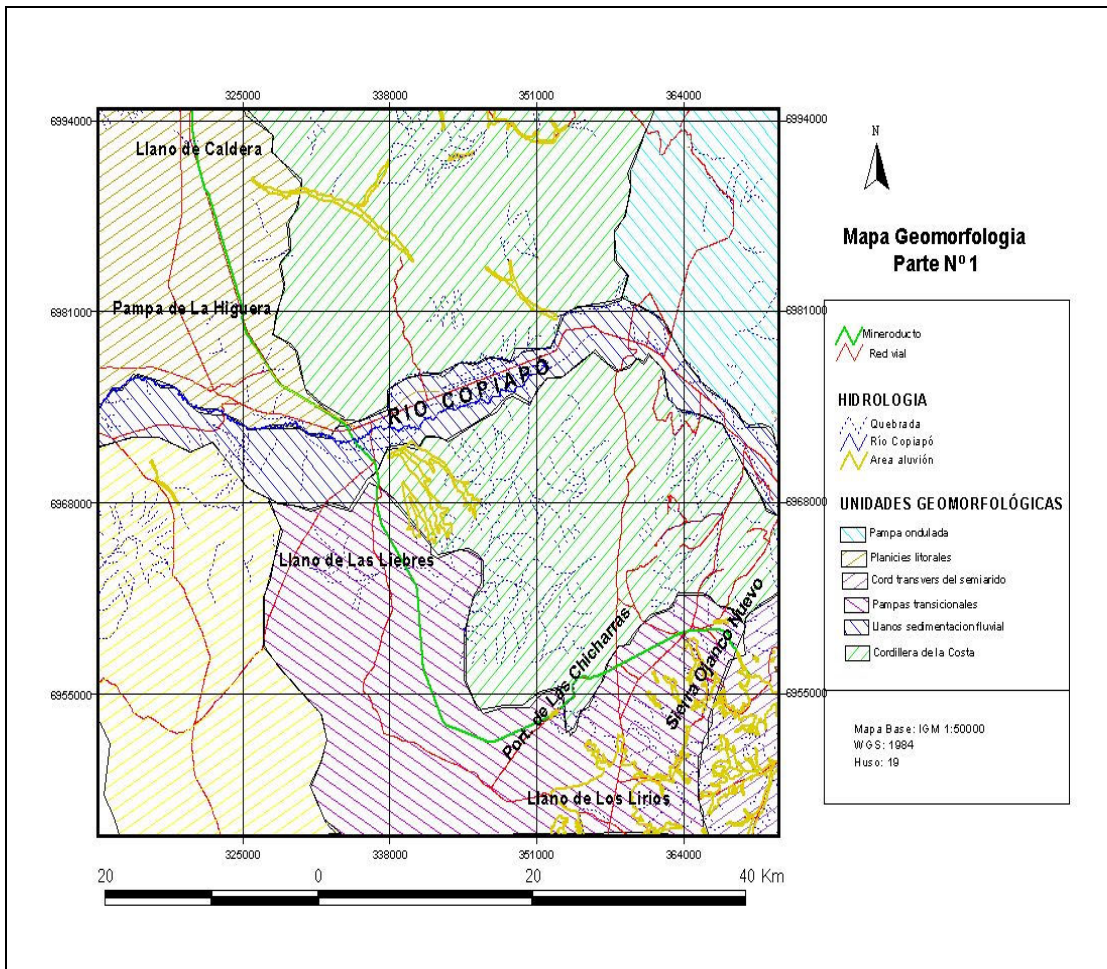 325000 338000 351000 364000
6994000 6994000
Llano de Caldera
N
Mapa Geomorfologia
Parte Nº 1
Pampa de La Higuera
6981000 6981000
Mineroducto
Red vial
RIO COPIAPO
HIDROLOGIA
Quebrada
Río Copiapó
Area aluvión
6968000 6968000
UNIDADES GEOMORFOLÓGICAS
Pampa ondulada
Planicies litorales
Cord transvers del semiarido
Pampas transicionales
Llanos sedimentacion fluvial
Cordillera de la Costa
Llano de Las Liebres
Port. de Las Chicharras
Sierra Ojanco Nuevo
6955000 6955000
Mapa Base: IGM 1:50000
WGS: 1984
Huso: 19
Llano de Los Lirios
325000 338000 351000 364000
20 0 20 40 Km